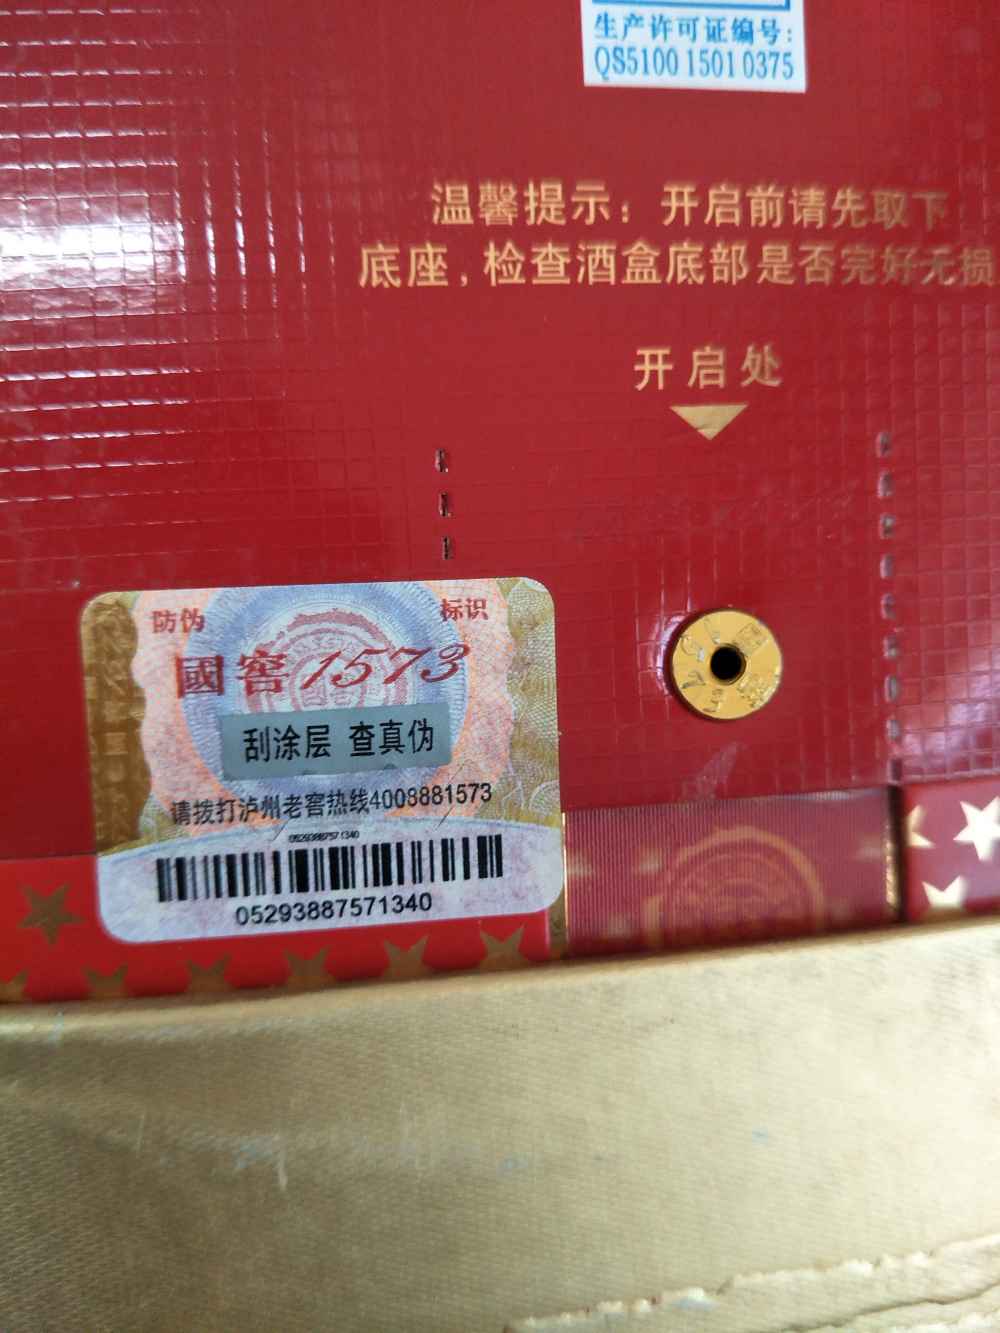 生产许可证编号:
QS5100 1501 0375
温馨提示：开启前请先取下
底座,检查酒盒底部是否完好无损
开启处
防伪 标识
國窖1573
刮涂层 查真伪
请拨打泸州老窖热线4008881573
05293887571340
05293887571340